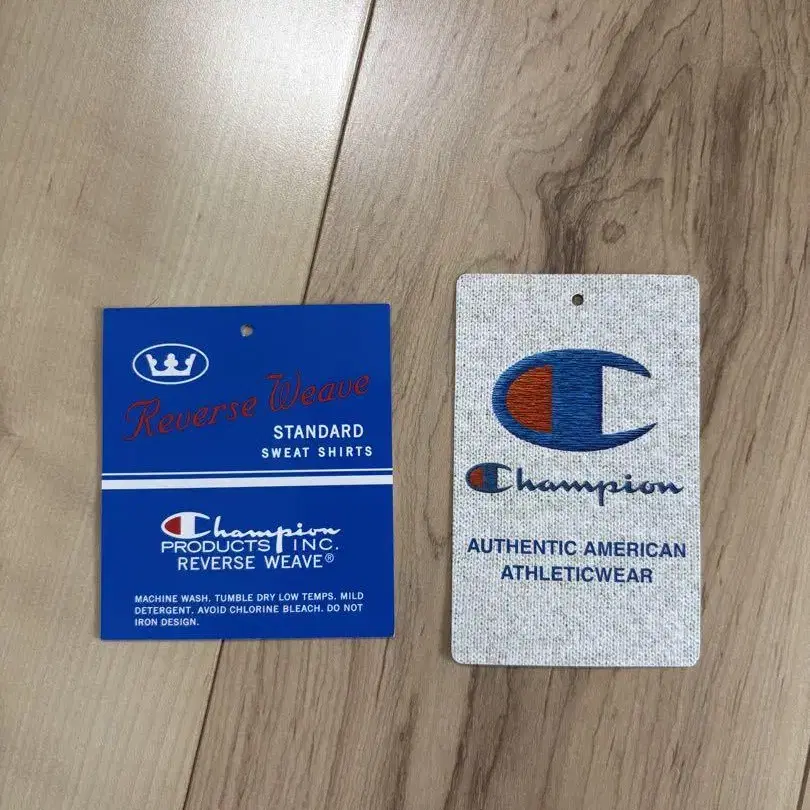 Reverse Weave
STANDARD
SWEAT SHIRTS
Champion
PRODUCTS INC.
REVERSE WEAVE®
MACHINE WASH. TUMBLE DRY LOW TEMPS. MILD
DETERGENT. AVOID CHLORINE BLEACH. DO NOT
IRON DESIGN.
Champion
AUTHENTIC AMERICAN
ATHLETICWEAR